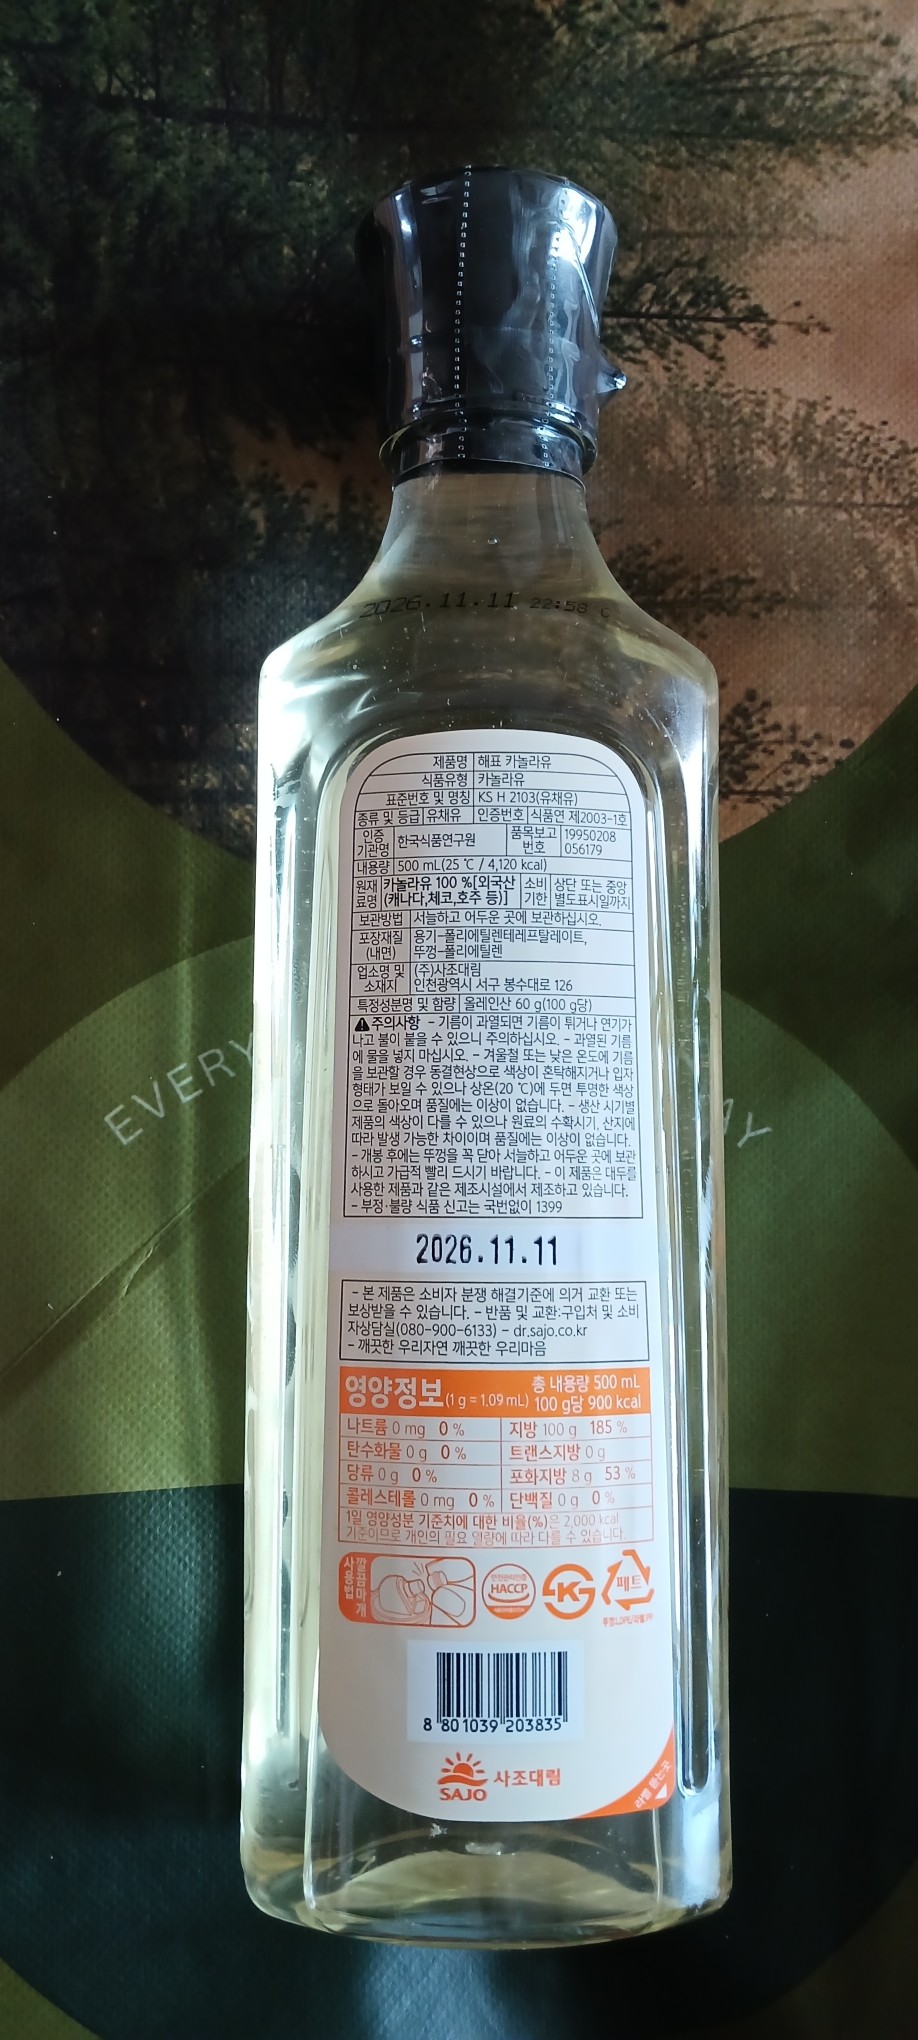 2026.11.11 22:58 C
제품명 해표 카놀라유
식품유형 카놀라유
표준번호 및 명칭 KS H 2103(유채유)
종류 및 등급 유채유 인증번호 식품연 제2003-1호
인증 기관명 한국식품연구원 품목보고 번호 19950208 056179
내용량 500 mL(25 ℃ / 4,120 kcal)
원재료명 카놀라유 100 %[외국산 (캐나다,체코,호주 등)] 소비기한 상단 또는 중앙 별도표시일까지
보관방법 서늘하고 어두운 곳에 보관하십시오.
포장재질 (내면) 용기-폴리에틸렌테레프탈레이트, 뚜껑-폴리에틸렌
업소명 및 소재지 (주)사조대림 인천광역시 서구 봉수대로 126
특정성분명 및 함량 올레인산 60 g(100 g당)
주의사항 - 기름이 과열되면 기름이 튀거나 연기가
나고 불이 붙을 수 있으니 주의하십시오. - 과열된 기름
에 물을 넣지 마십시오. - 겨울철 또는 낮은 온도에 기름
을 보관할 경우 동결현상으로 색상이 혼탁해지거나 입자
형태가 보일 수 있으나 상온(20 ℃)에 두면 투명한 색상
으로 돌아오며 품질에는 이상이 없습니다. - 생산 시기별
제품의 색상이 다를 수 있으나 원료의 수확시기, 산지에
따라 발생 가능한 차이이며 품질에는 이상이 없습니다.
- 개봉 후에는 뚜껑을 꼭 닫아 서늘하고 어두운 곳에 보관
하시고 가급적 빨리 드시기 바랍니다. - 이 제품은 대두를
사용한 제품과 같은 제조시설에서 제조하고 있습니다.
- 부정·불량 식품 신고는 국번없이 1399
EVERY
AY
2026.11.11
- 본 제품은 소비자 분쟁 해결기준에 의거 교환 또는
보상받을 수 있습니다. - 반품 및 교환:구입처 및 소비
자상담실(080-900-6133) - dr.sajo.co.kr
- 깨끗한 우리자연 깨끗한 우리마음
영양정보 (1 g = 1.09 mL) 총 내용량 500 mL
100 g당 900 kcal
나트륨 0 mg 0 % 지방 100 g 185 %
탄수화물 0 g 0 % 트랜스지방 0 g
당류 0 g 0 % 포화지방 8 g 53 %
콜레스테롤 0 mg 0 % 단백질 0 g 0 %
1일 영양성분 기준치에 대한 비율(%)은 2,000 kcal
기준이므로 개인의 필요 열량에 따라 다를 수 있습니다.
깔끔마개 사용법
HACCP
페트
8 801039 203835
SAJO 사조대림